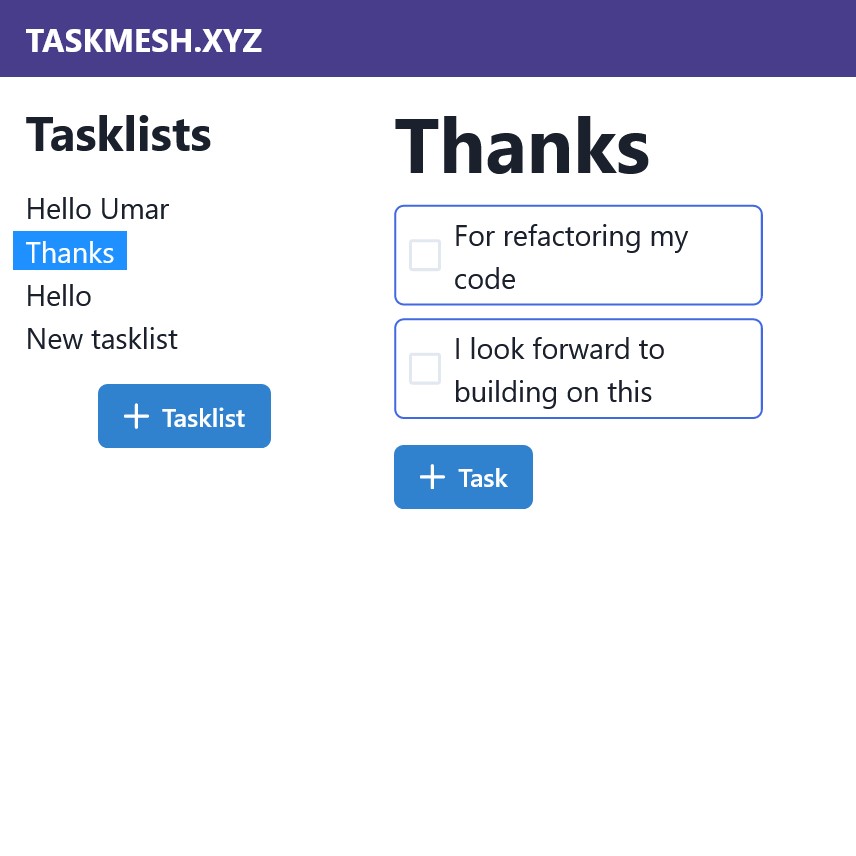 TASKMESH.XYZ
Tasklists
Hello Umar
Thanks
Hello
New tasklist
Tasklist
Thanks
For refactoring my
code
I look forward to
building on this
Task